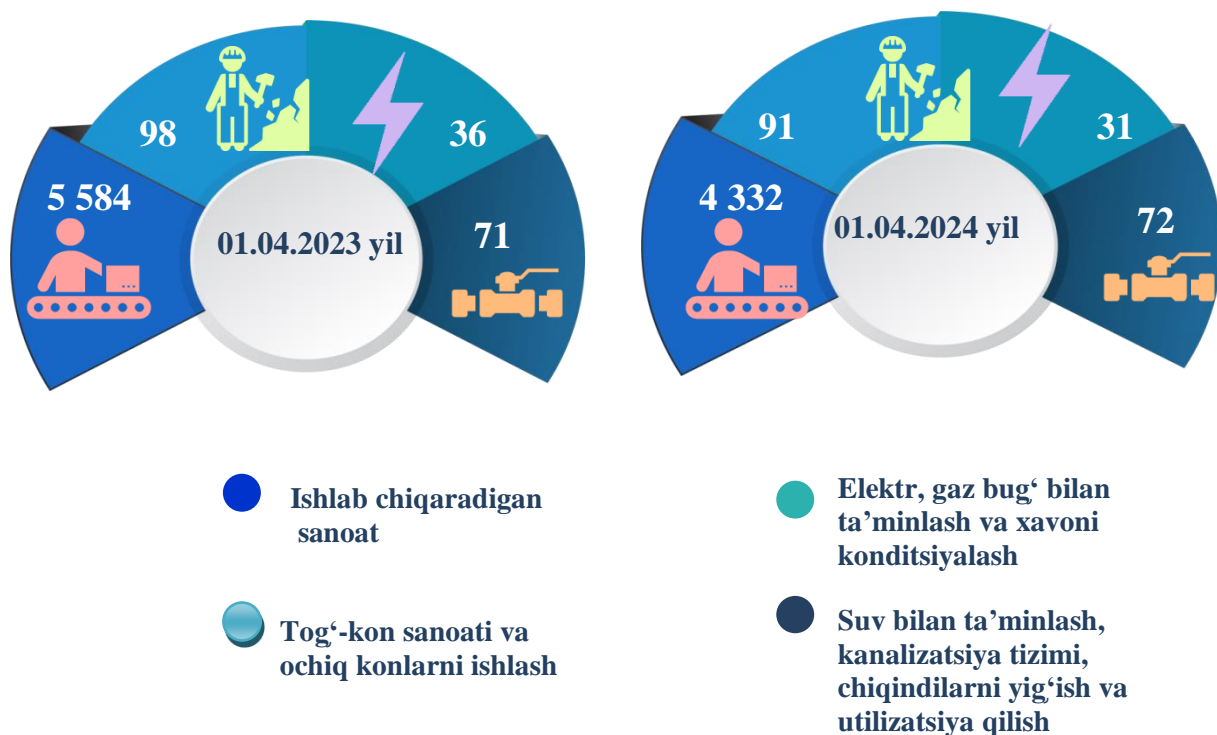 98
36
5 584
71
01.04.2023 yil
91
31
4 332
72
01.04.2024 yil
Ishlab chiqaradigan
sanoat
Tog‘-kon sanoati va
ochiq konlarni ishlash
Elektr, gaz bug‘ bilan
ta’minlash va xavoni
konditsiyalash
Suv bilan ta’minlash,
kanalizatsiya tizimi,
chiqindilarni yig‘ish va
utilizatsiya qilish